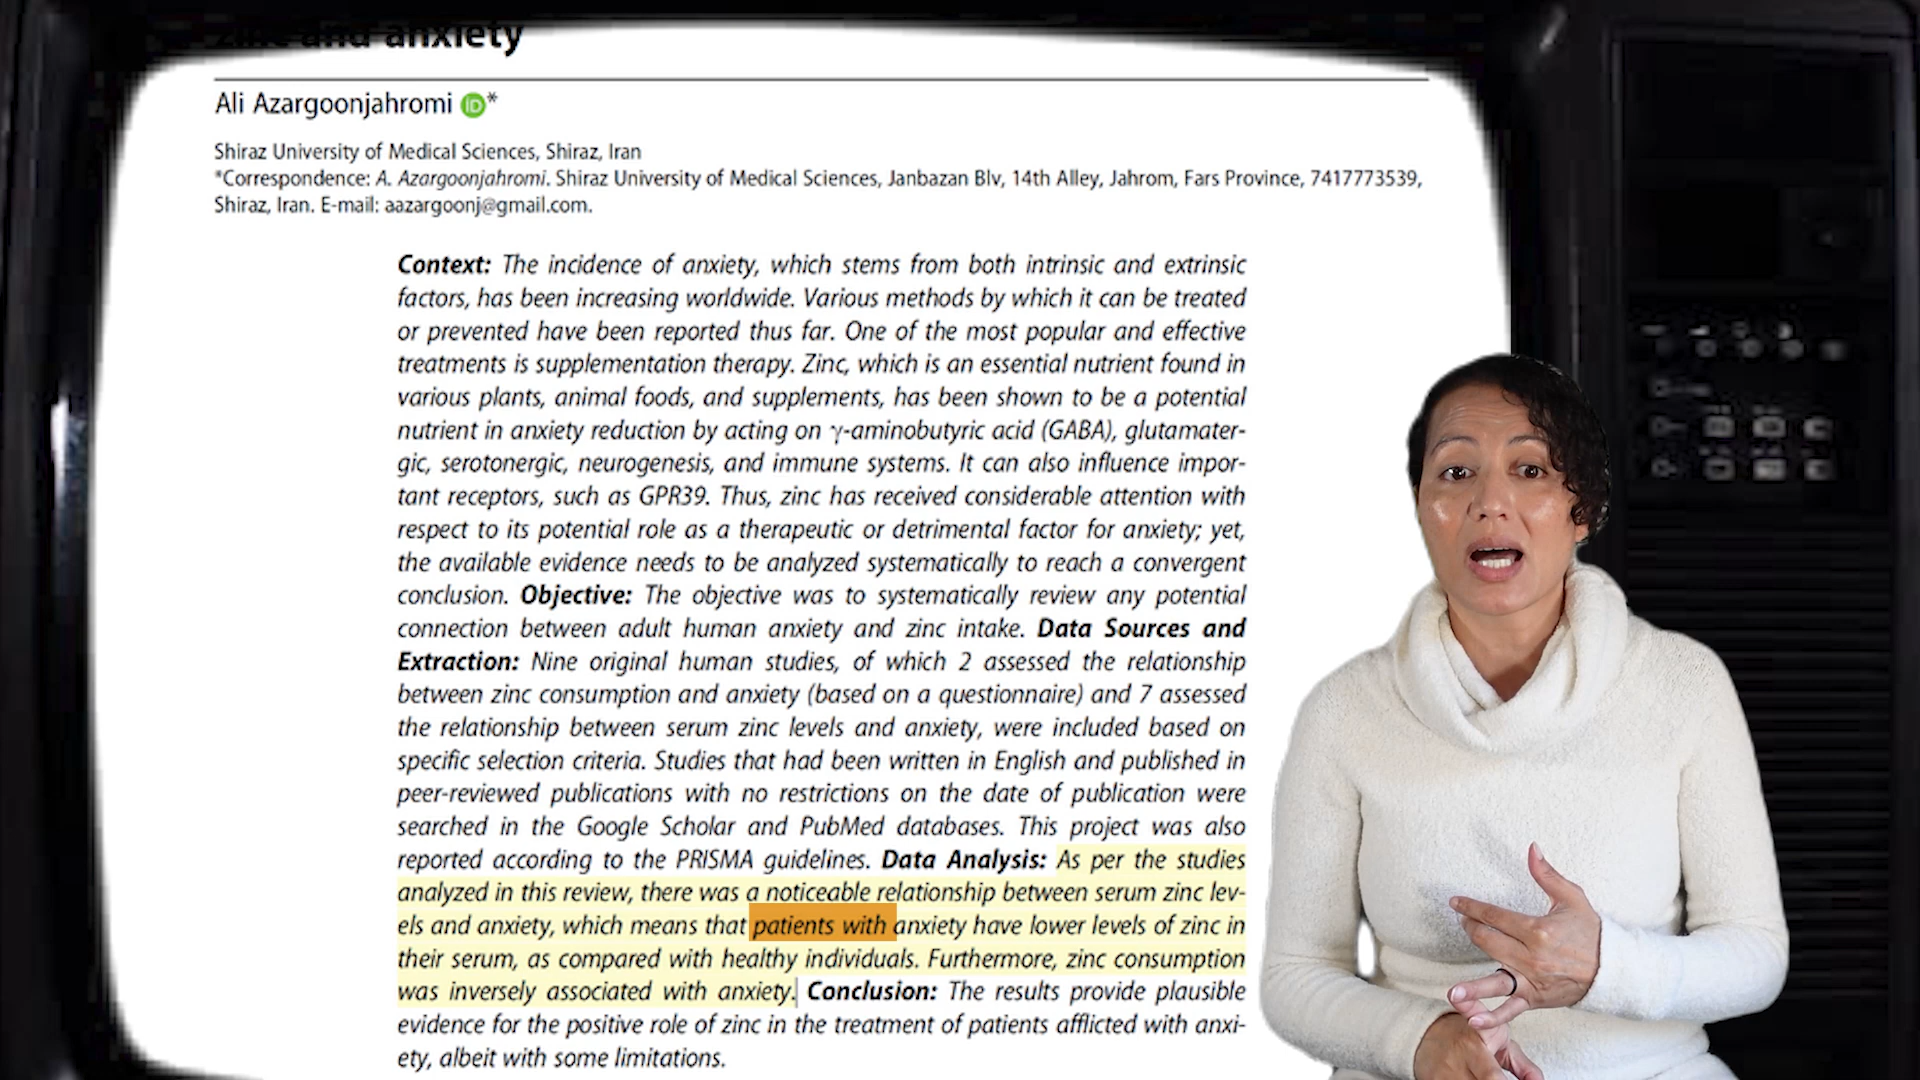 zinc and anxiety
Ali Azargoonjahromi iD*
Shiraz University of Medical Sciences, Shiraz, Iran
*Correspondence: A. Azargoonjahromi. Shiraz University of Medical Sciences, Janbazan Blv, 14th Alley, Jahrom, Fars Province, 7417773539,
Shiraz, Iran. E-mail: aazargoonj@gmail.com.
Context: The incidence of anxiety, which stems from both intrinsic and extrinsic
factors, has been increasing worldwide. Various methods by which it can be treated
or prevented have been reported thus far. One of the most popular and effective
treatments is supplementation therapy. Zinc, which is an essential nutrient found in
various plants, animal foods, and supplements, has been shown to be a potential
nutrient in anxiety reduction by acting on γ-aminobutyric acid (GABA), glutamater-
gic, serotonergic, neurogenesis, and immune systems. It can also influence impor-
tant receptors, such as GPR39. Thus, zinc has received considerable attention with
respect to its potential role as a therapeutic or detrimental factor for anxiety; yet,
the available evidence needs to be analyzed systematically to reach a convergent
conclusion. Objective: The objective was to systematically review any potential
connection between adult human anxiety and zinc intake. Data Sources and
Extraction: Nine original human studies, of which 2 assessed the relationship
between zinc consumption and anxiety (based on a questionnaire) and 7 assessed
the relationship between serum zinc levels and anxiety, were included based on
specific selection criteria. Studies that had been written in English and published in
peer-reviewed publications with no restrictions on the date of publication were
searched in the Google Scholar and PubMed databases. This project was also
reported according to the PRISMA guidelines. Data Analysis: As per the studies
analyzed in this review, there was a noticeable relationship between serum zinc lev-
els and anxiety, which means that patients with anxiety have lower levels of zinc in
their serum, as compared with healthy individuals. Furthermore, zinc consumption
was inversely associated with anxiety. Conclusion: The results provide plausible
evidence for the positive role of zinc in the treatment of patients afflicted with anxi-
ety, albeit with some limitations.